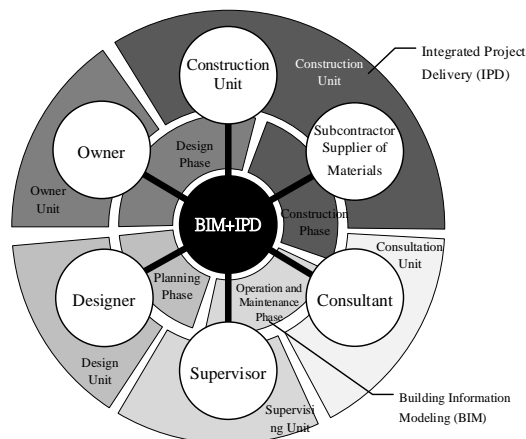 Construction
Unit
Construction
Unit
Integrated Project
Delivery (IPD)
Subcontractor
Supplier of
Materials
Owner
Design
Phase
Owner
Unit
BIM+IPD
Construction
Phase
Consultation
Unit
Designer
Planning
Phase
Operation and
Maintenance
Phase
Consultant
Design
Unit
Supervisor
Supervis
i ng Unit
Building Information
Modeling (BIM)